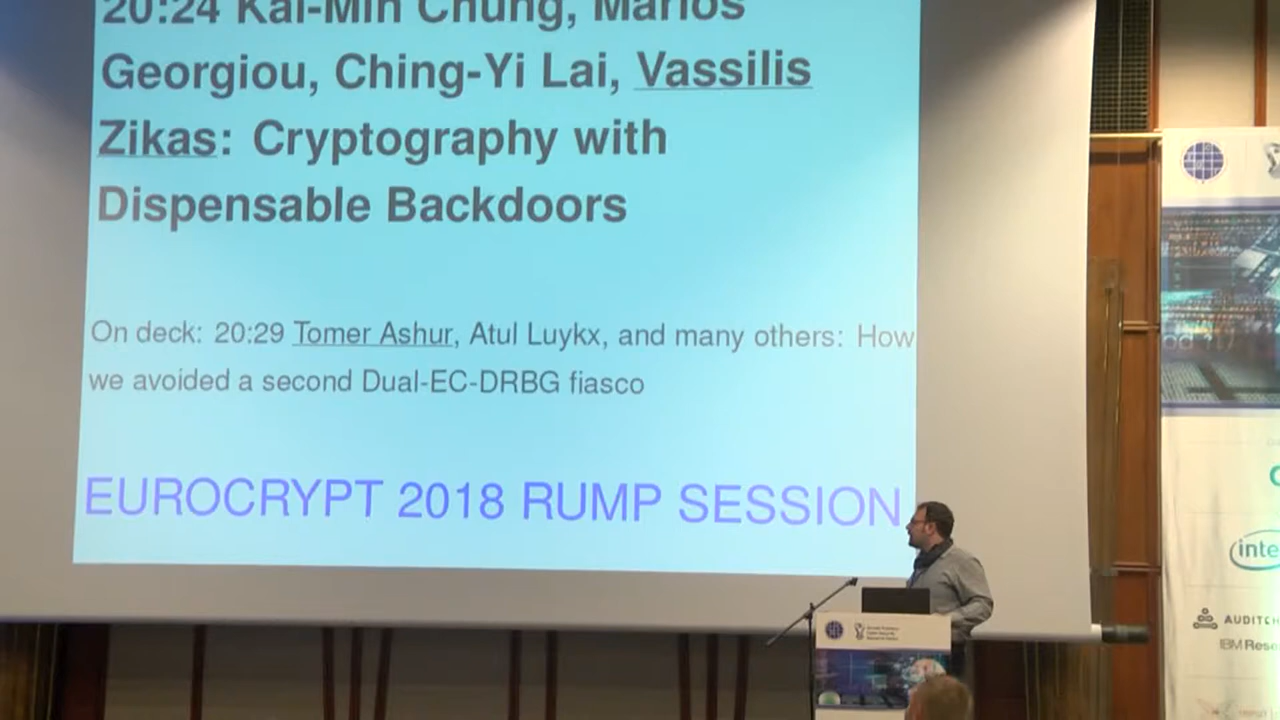 20:24 Kai-Min Chung, Marios
Georgiou, Ching-Yi Lai, Vassilis
Zikas: Cryptography with
Dispensable Backdoors
On deck: 20:29 Tomer Ashur, Atul Luykx, and many others: How
we avoided a second Dual-EC-DRBG fiasco
EUROCRYPT 2018 RUMP SESSION
inte
AUDITCH
IBM Rese